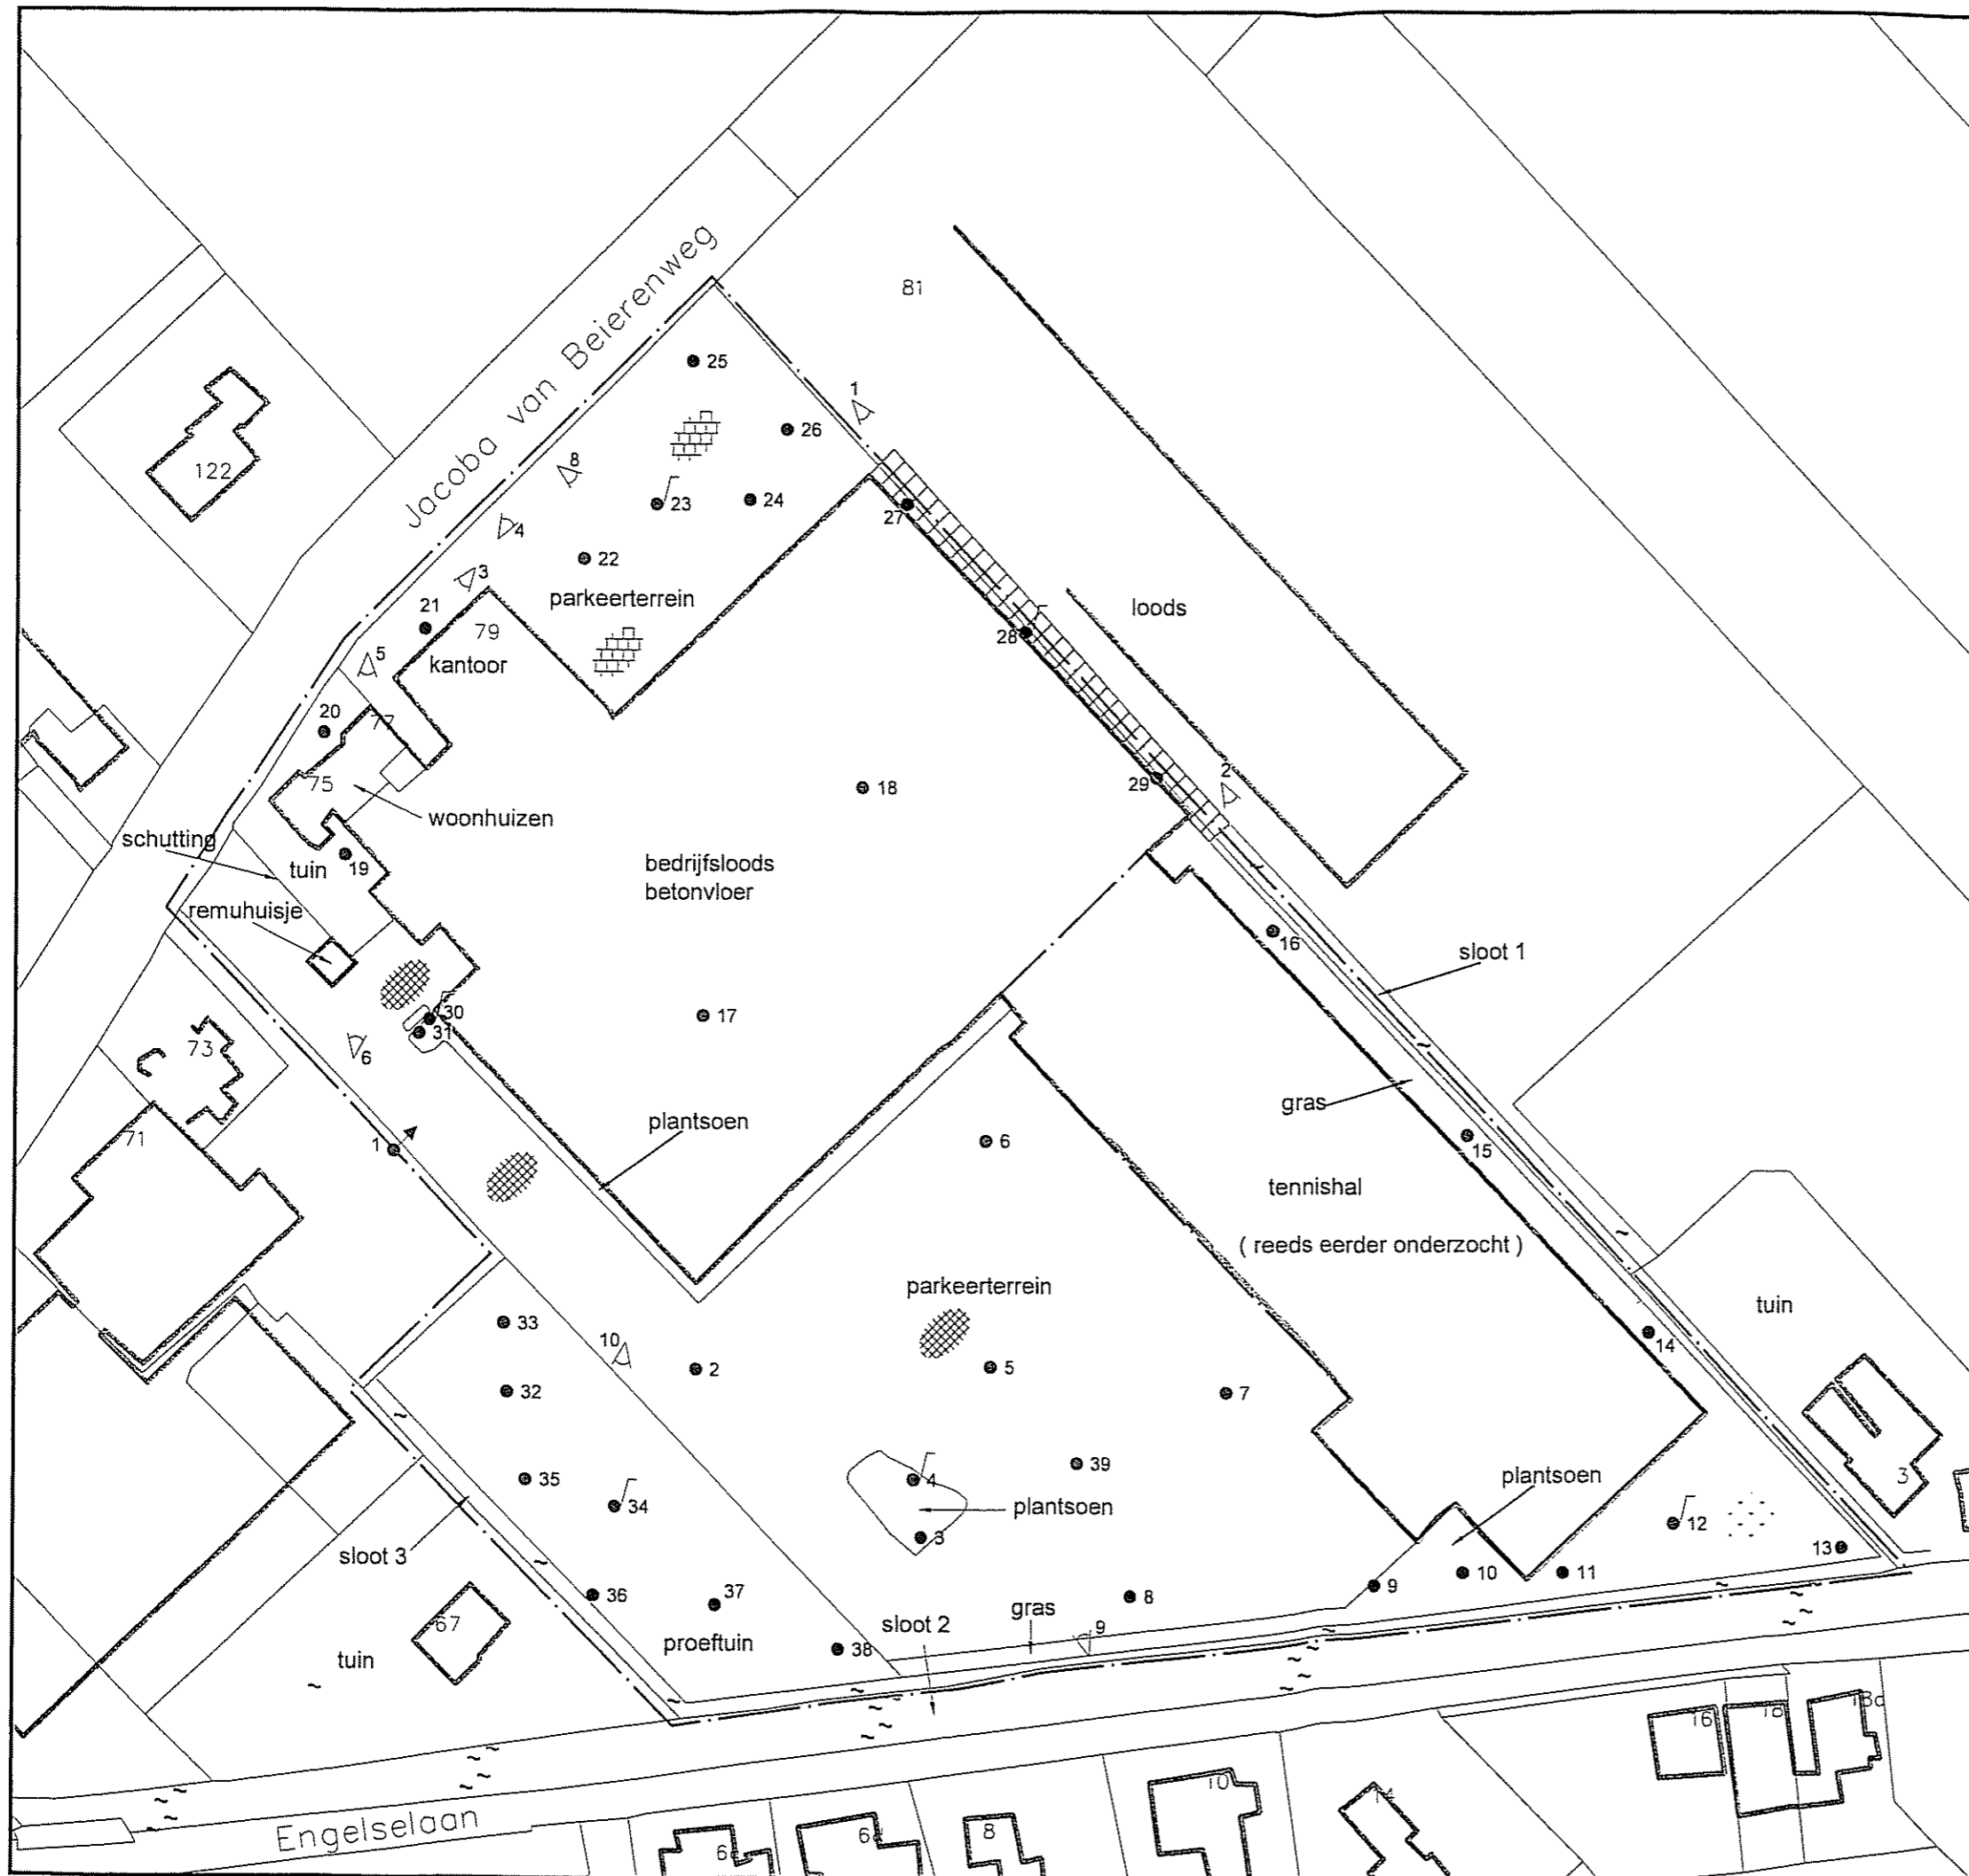 Jacoba van Beierenweg
81
25
1
26
8
122
23
24
4
27
22
3
parkeerterrein
21
79
loods
28
kantoor
5
20
77
2
29
75
18
woonhuizen
schutting
bedrijfsloods
betonvloer
tuin
19
remuhuisje
16
sloot 1
17
30
31
73
6
gras
plantsoen
71
1
6
15
tennishal
( reeds eerder onderzocht )
parkeerterrein
tuin
33
10
14
2
5
32
7
39
35
4
plantsoen
3
34
plantsoen
12
3
13
sloot 3
10
11
9
36
37
8
gras
67
sloot 2
9
proeftuin
38
tuin
16
18
10
14
Engelselaan
8